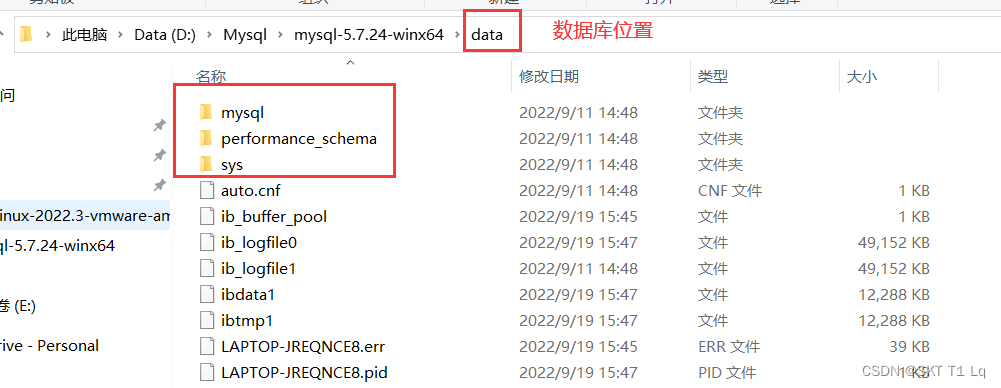 此电脑 > Data (D:) > Mysql > mysql-5.7.24-winx64 > data 数据库位置
名称 修改日期 类型 大小
问
mysql 2022/9/11 14:48 文件夹
performance_schema 2022/9/11 14:48 文件夹
sys 2022/9/11 14:48 文件夹
auto.cnf 2022/9/11 14:48 CNF 文件 1 KB
inux-2022.3-vmware-am ib_buffer_pool 2022/9/19 15:45 文件 1 KB
ql-5.7.24-winx64 ib_logfile0 2022/9/19 15:47 文件 49,152 KB
ib_logfile1 2022/9/11 14:48 文件 49,152 KB
卷 (E:) ibdata1 2022/9/19 15:47 文件 12,288 KB
ibtmp1 2022/9/19 15:47 文件 12,288 KB
rive - Personal LAPTOP-JREQNCE8.err 2022/9/19 15:45 ERR 文件 39 KB
LAPTOP-JREQNCE8.pid 2022/9/19 15:47 PID 文件 1 KB
CSDN @SKT T1 Lq